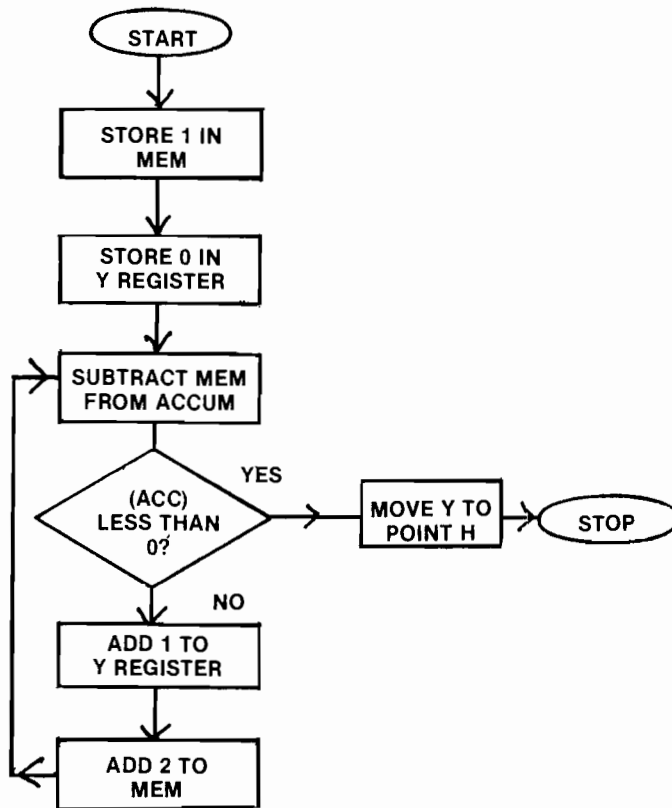 START
STORE 1 IN
MEM
STORE 0 IN
Y REGISTER
SUBTRACT MEM
FROM ACCUM
(ACC)
LESS THAN
0?
YES
MOVE Y TO
POINT H
STOP
NO
ADD 1 TO
Y REGISTER
ADD 2 TO
MEM